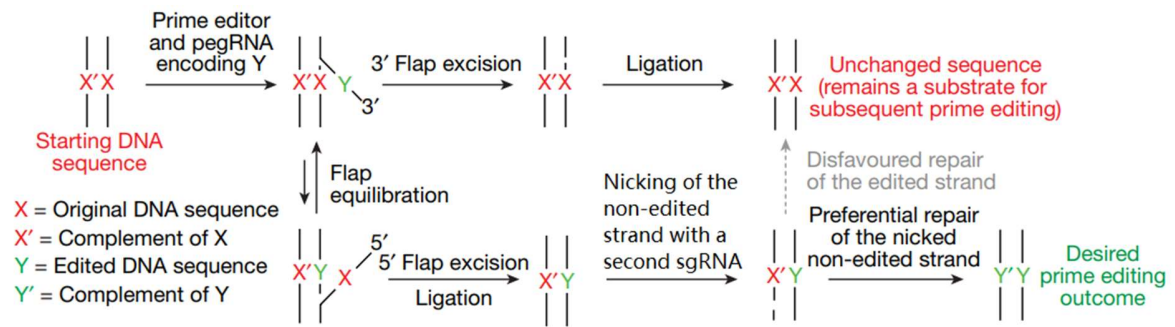 Prime editor
and pegRNA
encoding Y
X′X
X′X Y
3′
3′ Flap excision
X′X
Ligation
X′X
Unchanged sequence
(remains a substrate for
subsequent prime editing)
Starting DNA
sequence
Flap
equilibration
Disfavoured repair
of the edited strand
X = Original DNA sequence
X′ = Complement of X
Y = Edited DNA sequence
Y′ = Complement of Y
X′Y X
5′
5′ Flap excision
Ligation
X′Y
Nicking of the
non-edited
strand with a
second sgRNA
X′Y
Preferential repair
of the nicked
non-edited strand
Y′Y
Desired
prime editing
outcome